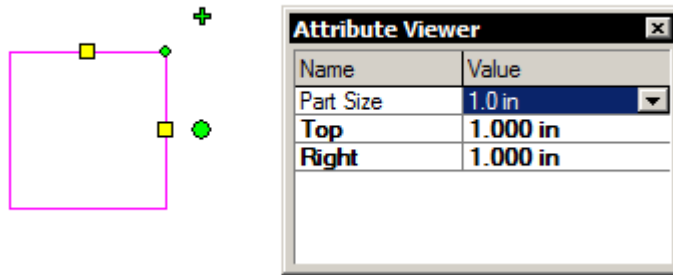 Attribute Viewer
Name Value
Part Size 1.0 in
Top 1.000 in
Right 1.000 in